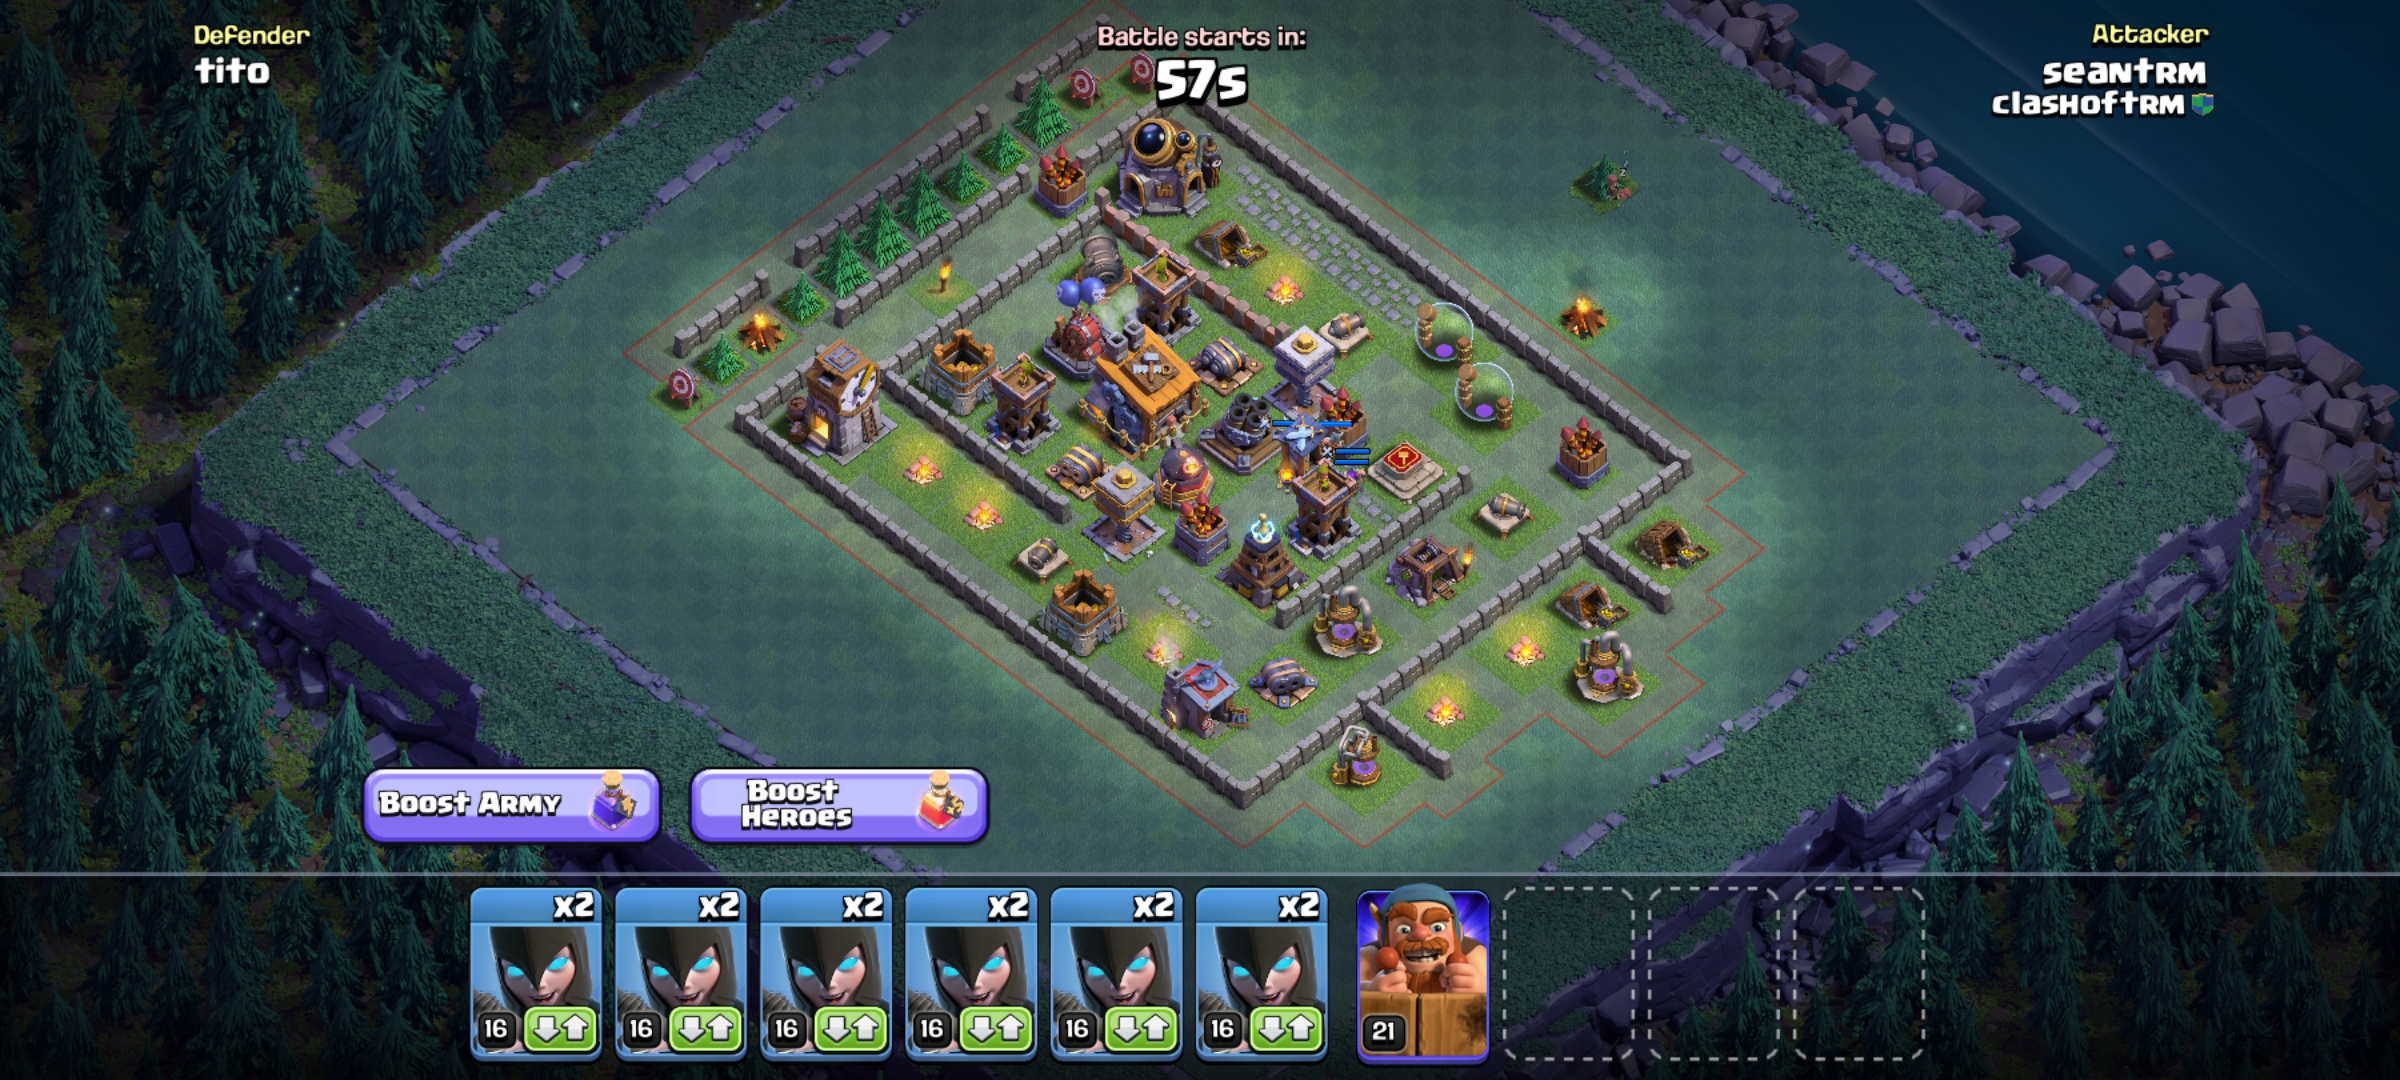 Defender
tito
Battle starts in:
57s
Attacker
seantRM
clashoftRM
Boost Army
Boost
Heroes
x2
x2
x2
x2
x2
x2
16
16
16
16
16
16
21